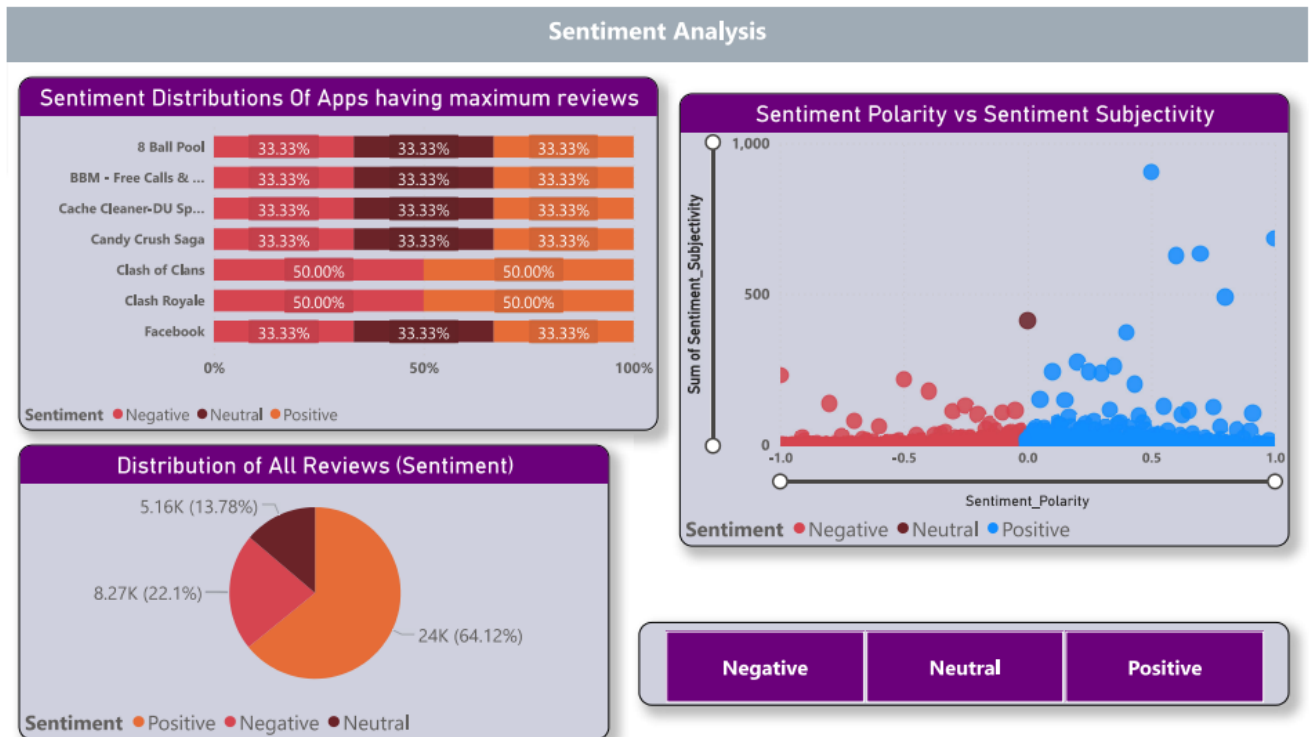 Sentiment Analysis
Sentiment Distributions Of Apps having maximum reviews
8 Ball Pool 33.33% 33.33% 33.33%
BBM - Free Calls & ... 33.33% 33.33% 33.33%
Cache Cleaner-DU Sp... 33.33% 33.33% 33.33%
Candy Crush Saga 33.33% 33.33% 33.33%
Clash of Clans 50.00% 50.00%
Clash Royale 50.00% 50.00%
Facebook 33.33% 33.33% 33.33%
0% 50% 100%
Sentiment Negative Neutral Positive
Sentiment Polarity vs Sentiment Subjectivity
Sum of Sentiment_Subjectivity
1,000
500
0
-1.0 -0.5 0.0 0.5 1.0
Sentiment_Polarity
Sentiment Negative Neutral Positive
Distribution of All Reviews (Sentiment)
5.16K (13.78%)
8.27K (22.1%)
24K (64.12%)
Sentiment Positive Negative Neutral
Negative Neutral Positive